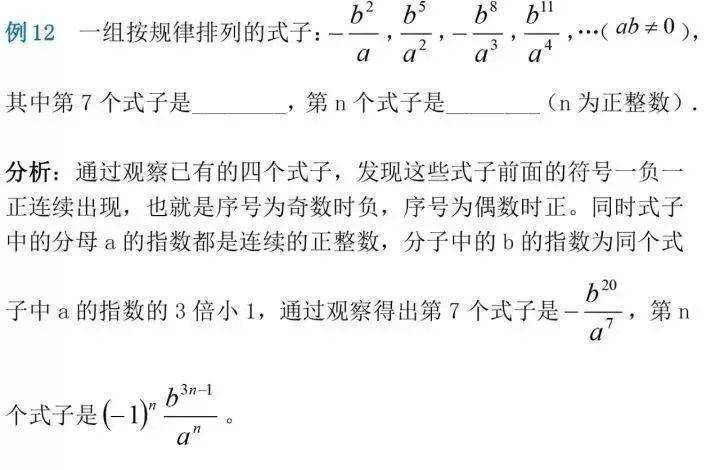 例12 一组按规律排列的式子：$-\frac{b^2}{a}$，$\frac{b^5}{a^2}$，$-\frac{b^8}{a^3}$，$\frac{b^{11}}{a^4}$，…($ab \neq 0$)，
其中第 7 个式子是________，第 n 个式子是________（n 为正整数）.
分析：通过观察已有的四个式子，发现这些式子前面的符号一负一
正连续出现，也就是序号为奇数时负，序号为偶数时正。同时式子
中的分母 a 的指数都是连续的正整数，分子中的 b 的指数为同个式
子中 a 的指数的 3 倍小 1，通过观察得出第 7 个式子是$-\frac{b^{20}}{a^7}$，第 n
个式子是$(-1)^n \frac{b^{3n-1}}{a^n}$。